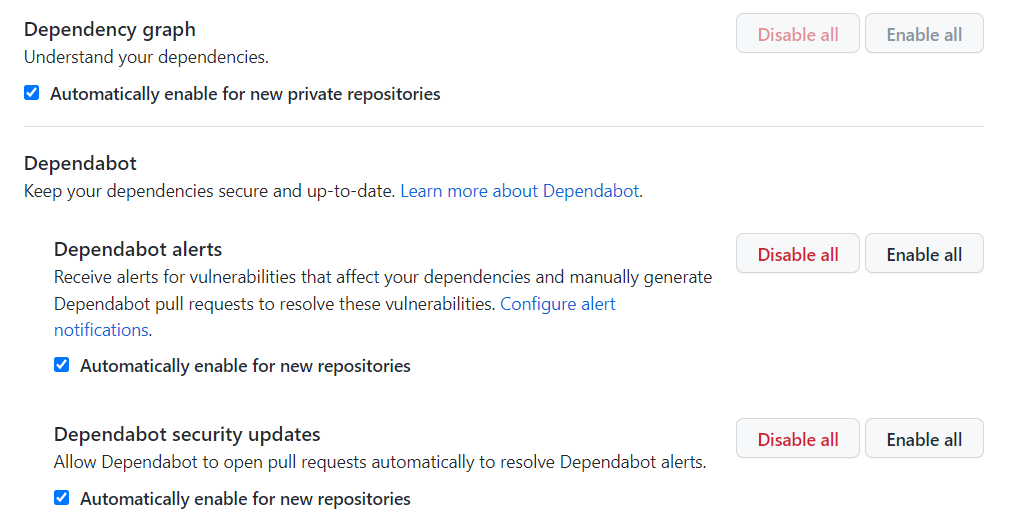 Dependency graph
Disable all
Enable all
Understand your dependencies.
Automatically enable for new private repositories
Dependabot
Keep your dependencies secure and up-to-date. Learn more about Dependabot.
Dependabot alerts
Disable all
Enable all
Receive alerts for vulnerabilities that affect your dependencies and manually generate
Dependabot pull requests to resolve these vulnerabilities. Configure alert
notifications.
Automatically enable for new repositories
Dependabot security updates
Disable all
Enable all
Allow Dependabot to open pull requests automatically to resolve Dependabot alerts.
Automatically enable for new repositories